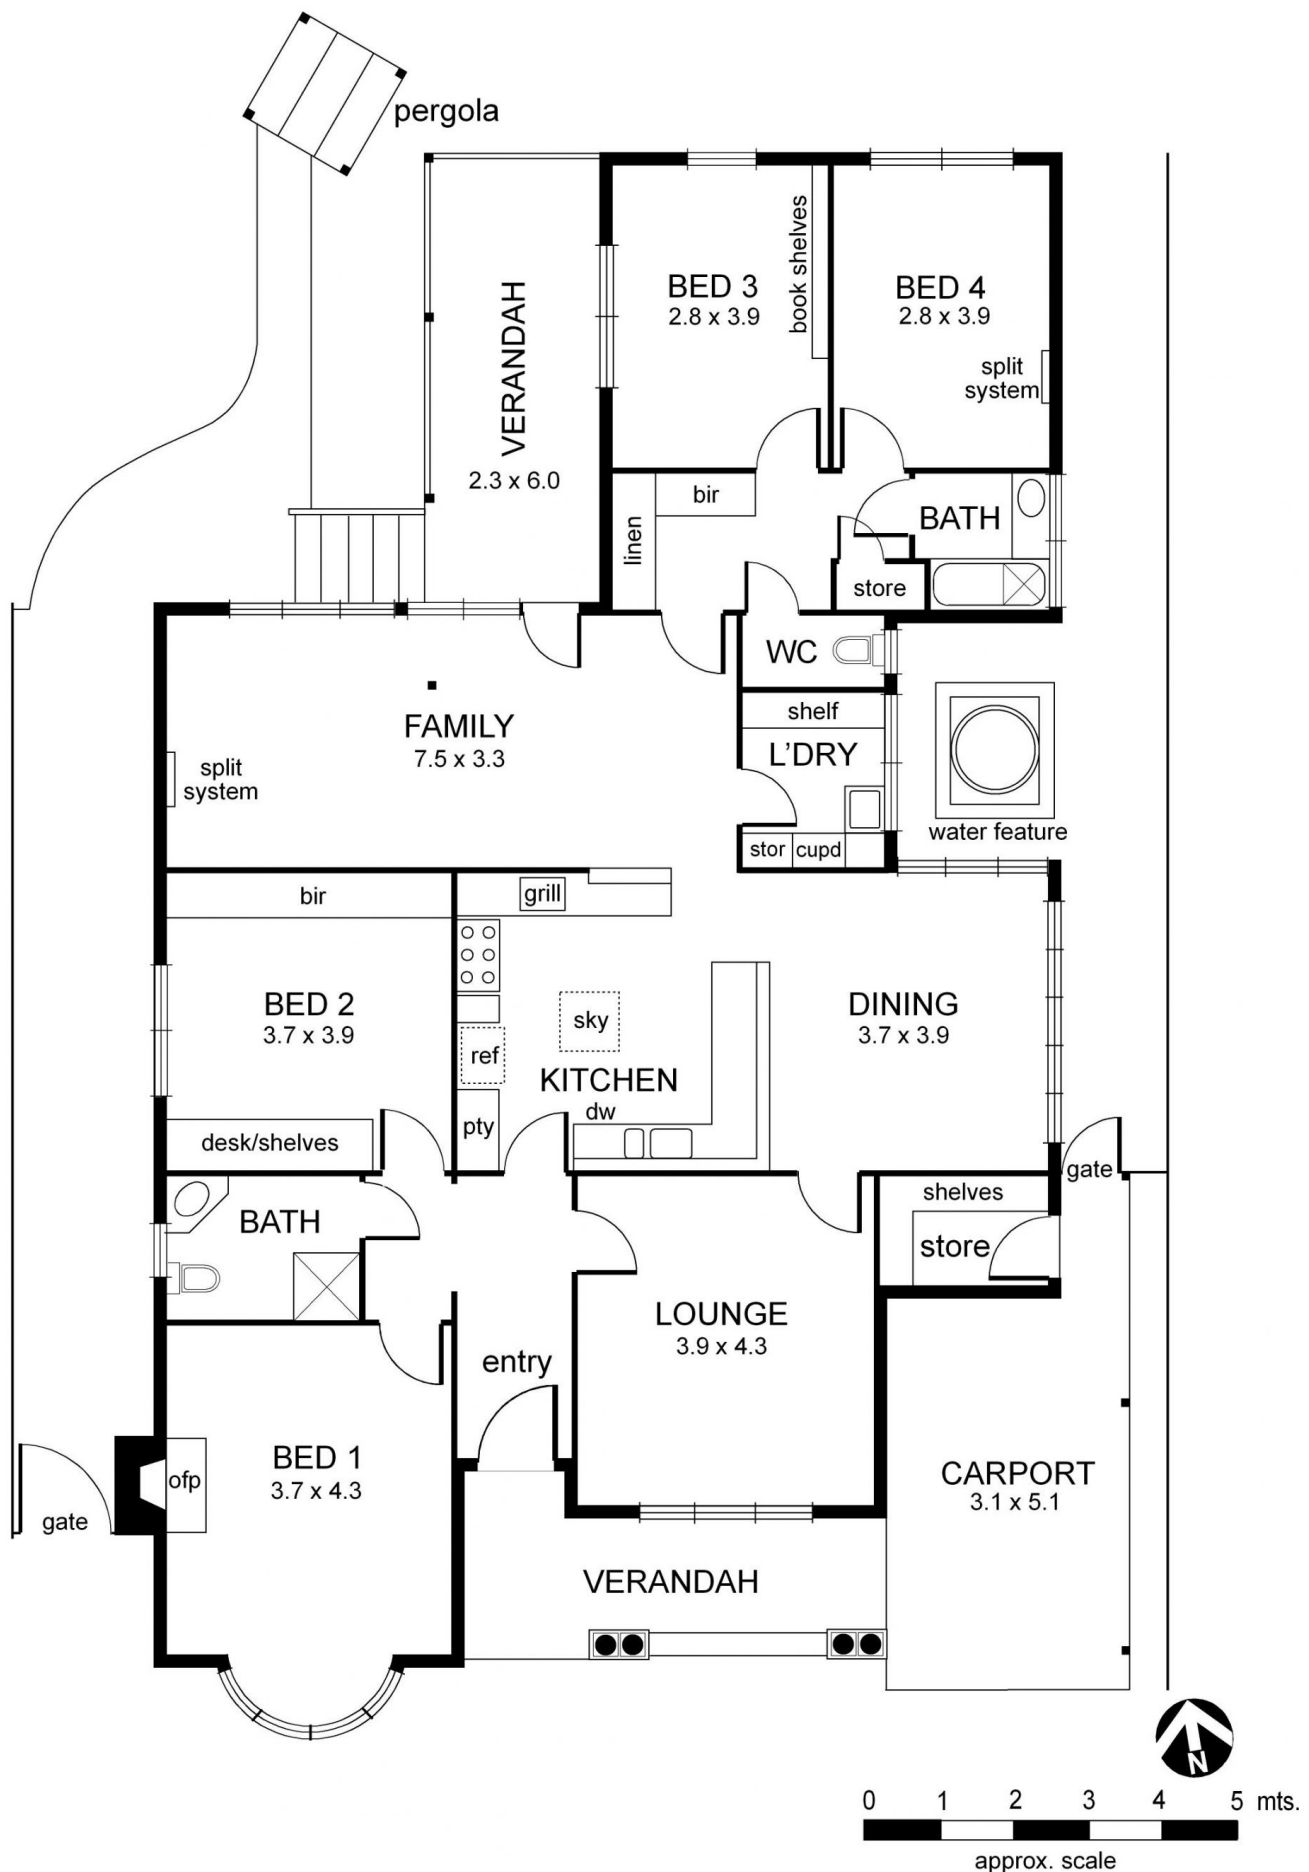 pergola
VERANDAH
2.3 x 6.0
BED 3
2.8 x 3.9
book shelves
BED 4
2.8 x 3.9
split
system
linen
bir
BATH
store
WC
FAMILY
7.5 x 3.3
split
system
shelf
L'DRY
stor
cupd
water feature
bir
grill
BED 2
3.7 x 3.9
sky
ref
KITCHEN
dw
pty
DINING
3.7 x 3.9
desk/shelves
gate
BATH
shelves
store
LOUNGE
3.9 x 4.3
entry
BED 1
3.7 x 4.3
ofp
gate
CARPORT
3.1 x 5.1
VERANDAH
N
0 1 2 3 4 5 mts.
approx. scale